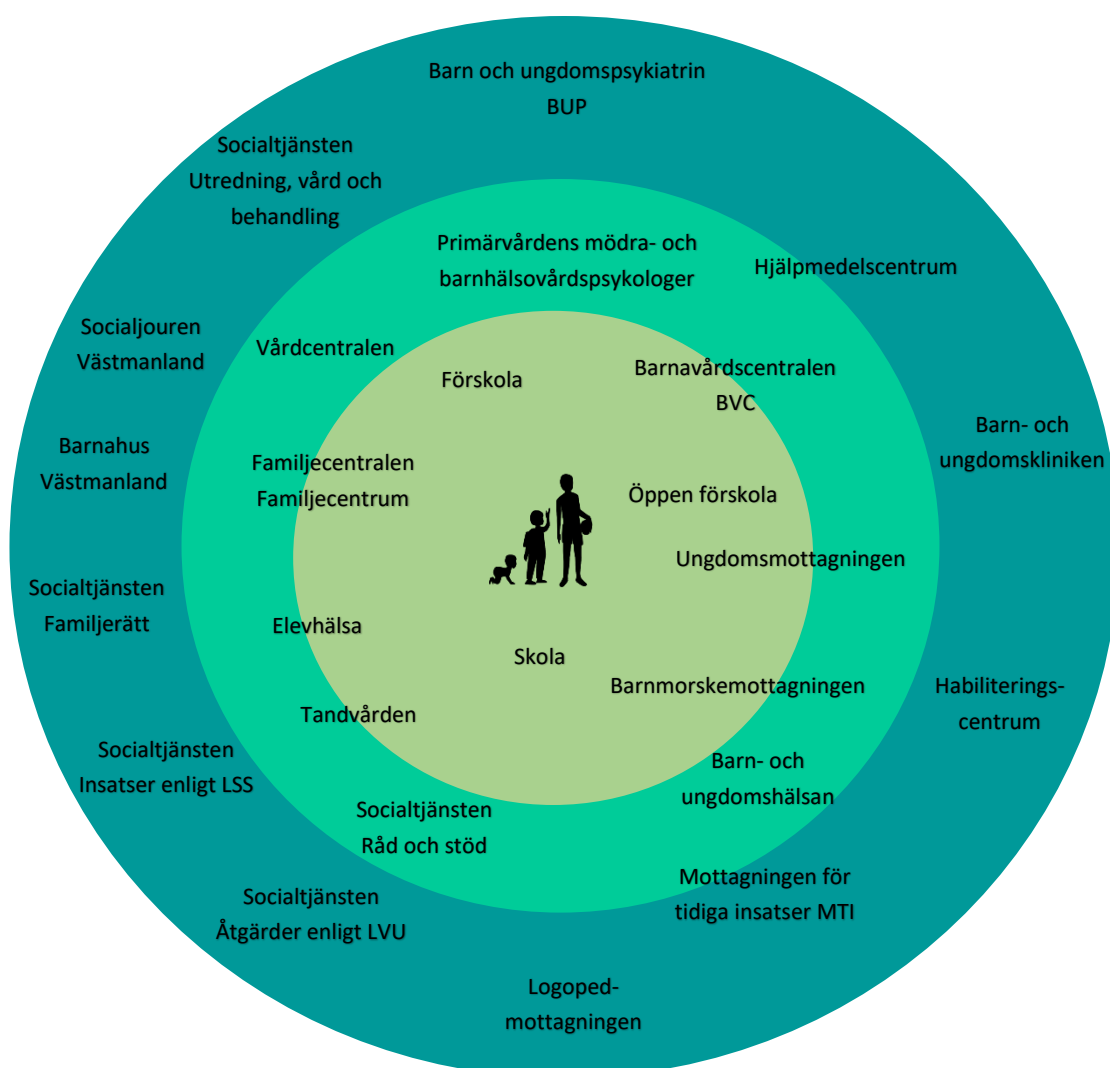 Barn och ungdomspsykiatrin
BUP
Socialtjänsten
Utredning, vård och
behandling
Primärvårdens mödra- och
barnhälsovårdspsykologer
Hjälpmedelscentrum
Socialjouren
Västmanland
Vårdcentralen
Förskola
Barnavårdscentralen
BVC
Barnahus
Västmanland
Familjecentralen
Familjecentrum
Öppen förskola
Barn- och
ungdomskliniken
Ungdomsmottagningen
Socialtjänsten
Familjerätt
Elevhälsa
Skola
Barnmorskemottagningen
Habiliterings-
centrum
Tandvården
Socialtjänsten
Insatser enligt LSS
Barn- och
ungdomshälsan
Socialtjänsten
Råd och stöd
Socialtjänsten
Åtgärder enligt LVU
Mottagningen för
tidiga insatser MTI
Logoped-
mottagningen